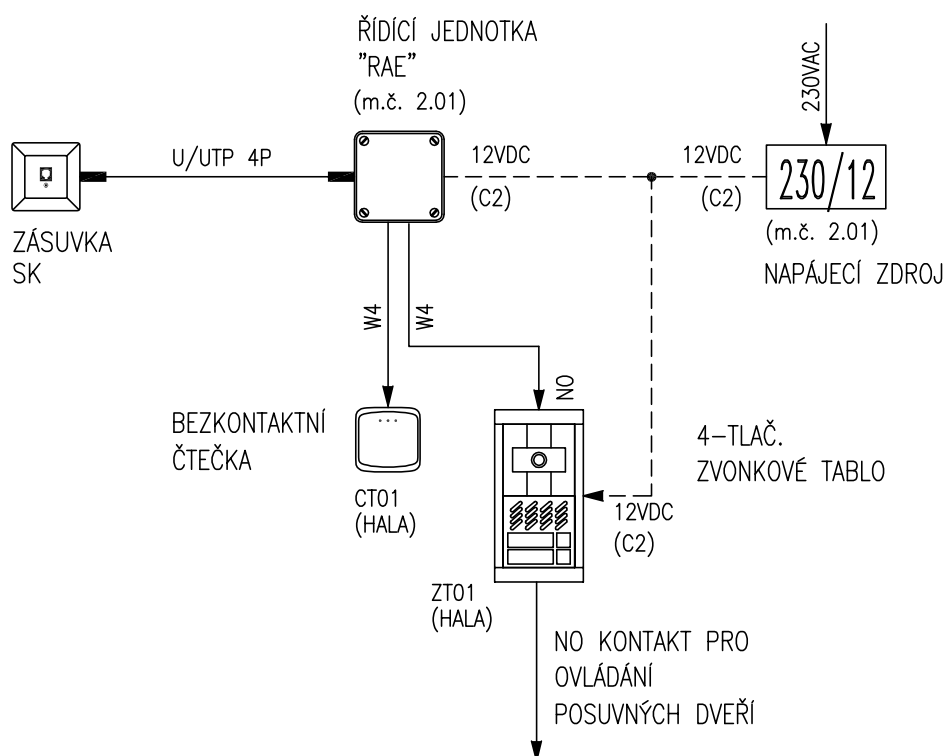 ŘÍDÍCÍ JEDNOTKA
"RAE"
(m.č. 2.01)
230VAC
U/UTP 4P
12VDC
(C2)
12VDC
(C2)
230/12
(m.č. 2.01)
NAPÁJECÍ ZDROJ
ZÁSUVKA
SK
W4
W4
NO
BEZKONTAKTNÍ
ČTEČKA
CT01
(HALA)
4-TLAČ.
ZVONKOVÉ TABLO
12VDC
(C2)
ZT01
(HALA)
NO KONTAKT PRO
OVLÁDÁNÍ
POSUVNÝCH DVEŘÍ